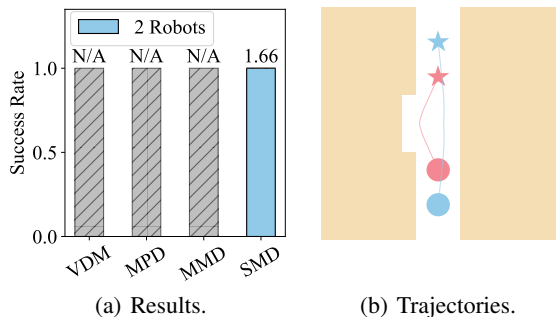 2 Robots
N/A N/A N/A 1.66
1.0
0.5
0.0
Success Rate
VDM MPD MMD SMD
(a) Results.
(b) Trajectories.